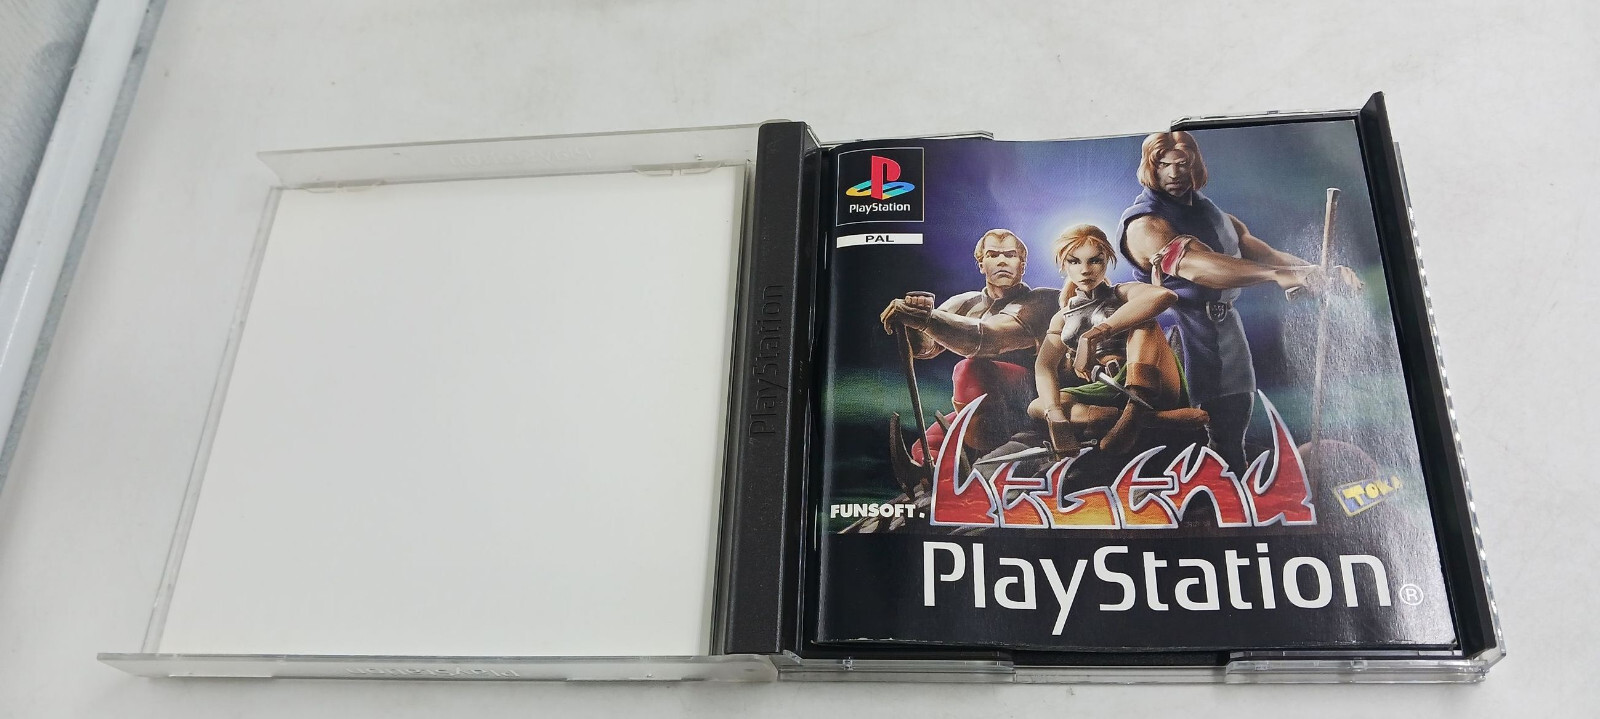 PlayStation
PlayStation
PAL
LEGEND
FUNSOFT.
TOKA
PlayStation®